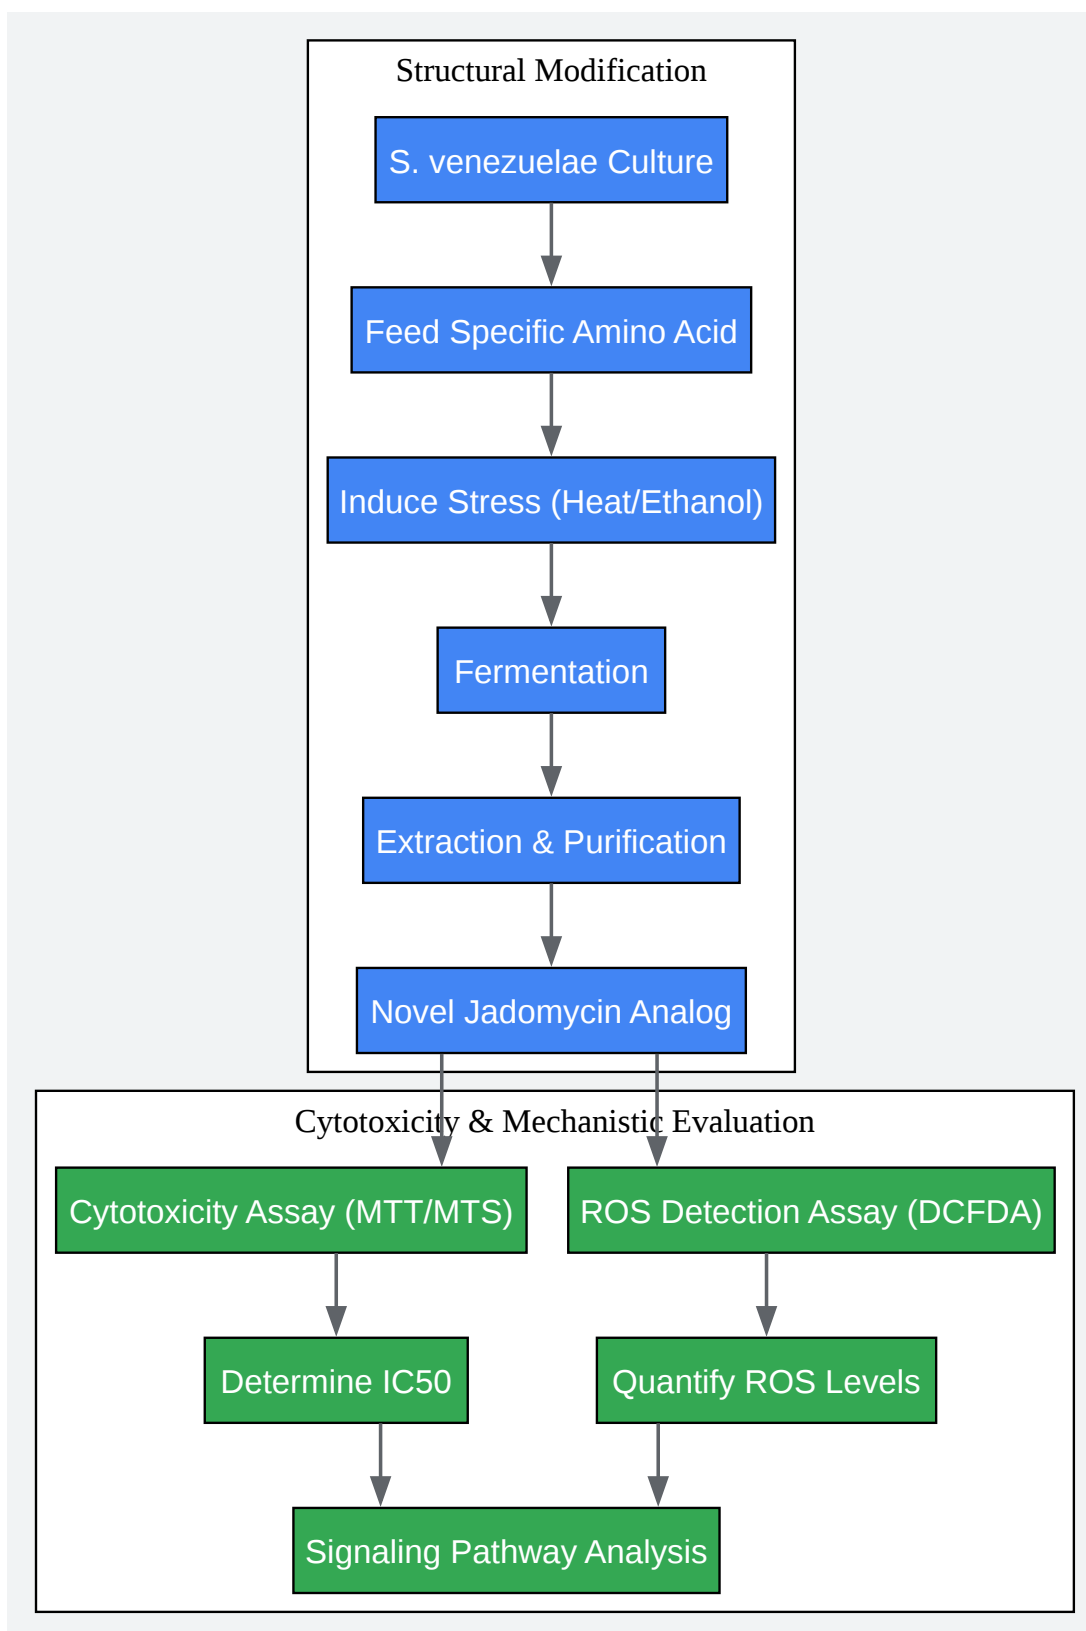 Structural Modification
S. venezuelae Culture
Feed Specific Amino Acid
Induce Stress (Heat/Ethanol)
Fermentation
Extraction & Purification
Novel Jadomycin Analog
Cytotoxicity & Mechanistic Evaluation
Cytotoxicity Assay (MTT/MTS)
ROS Detection Assay (DCFDA)
Determine IC50
Quantify ROS Levels
Signaling Pathway Analysis